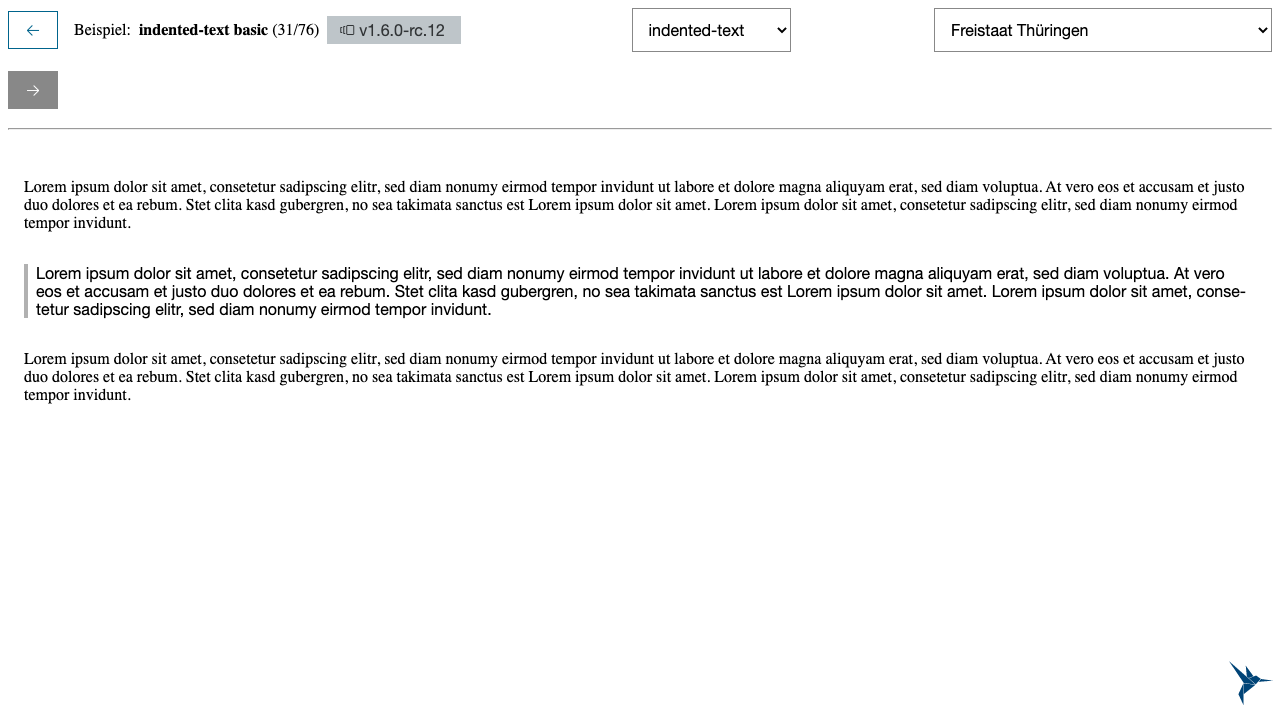 Beispiel: indented-text basic (31/76) v1.6.0-rc.12 indented-text Freistaat Thüringen
Lorem ipsum dolor sit amet, consetetur sadipscing elitr, sed diam nonumy eirmod tempor invidunt ut labore et dolore magna aliquyam erat, sed diam voluptua. At vero eos et accusam et justo
duo dolores et ea rebum. Stet clita kasd gubergren, no sea takimata sanctus est Lorem ipsum dolor sit amet. Lorem ipsum dolor sit amet, consetetur sadipscing elitr, sed diam nonumy eirmod
tempor invidunt.
Lorem ipsum dolor sit amet, consetetur sadipscing elitr, sed diam nonumy eirmod tempor invidunt ut labore et dolore magna aliquyam erat, sed diam voluptua. At vero
eos et accusam et justo duo dolores et ea rebum. Stet clita kasd gubergren, no sea takimata sanctus est Lorem ipsum dolor sit amet. Lorem ipsum dolor sit amet, conse-
tetur sadipscing elitr, sed diam nonumy eirmod tempor invidunt.
Lorem ipsum dolor sit amet, consetetur sadipscing elitr, sed diam nonumy eirmod tempor invidunt ut labore et dolore magna aliquyam erat, sed diam voluptua. At vero eos et accusam et justo
duo dolores et ea rebum. Stet clita kasd gubergren, no sea takimata sanctus est Lorem ipsum dolor sit amet. Lorem ipsum dolor sit amet, consetetur sadipscing elitr, sed diam nonumy eirmod
tempor invidunt.